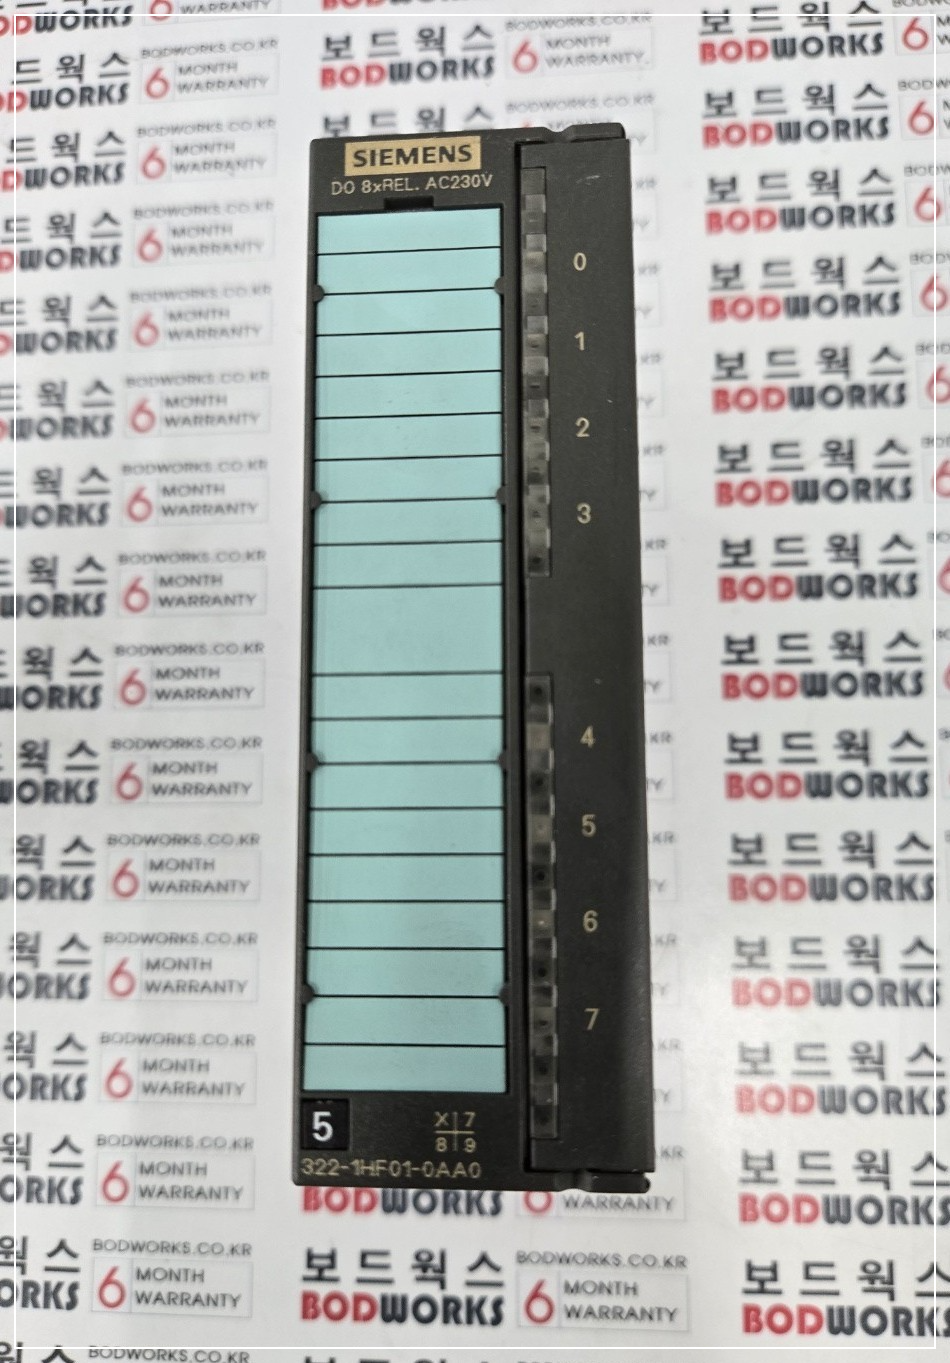 SIEMENS
DO 8xREL. AC230V
0
1
2
3
4
5
6
7
5
X 7
8 9
322-1HF01-0AA0
보드웍스
BODWORKS
BODWORKS.CO.KR
6 MONTH
WARRANTY